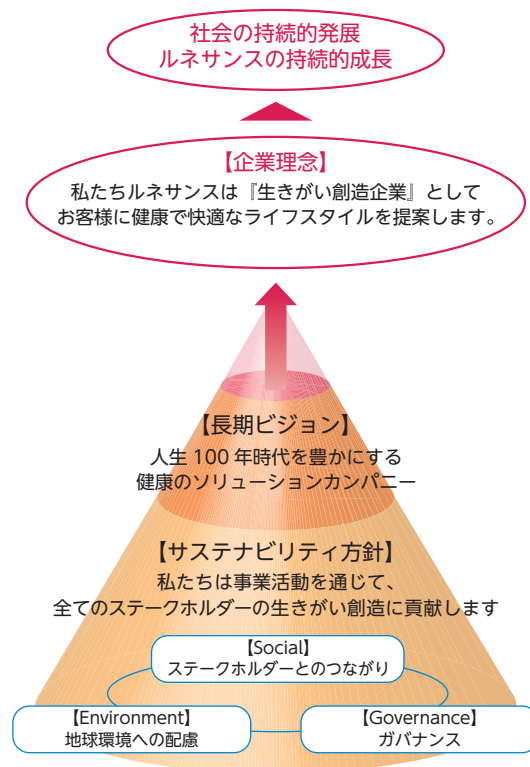 社会の持続的発展
ルネサンスの持続的成長
【企業理念】
私たちルネサンスは『生きがい創造企業』として
お客様に健康で快適なライフスタイルを提案します。
【長期ビジョン】
人生100年時代を豊かにする
健康のソリューションカンパニー
【サステナビリティ方針】
私たちは事業活動を通じて、
全てのステークホルダーの生きがい創造に貢献します
【Social】
ステークホルダーとのつながり
【Environment】
地球環境への配慮
【Governance】
ガバナンス